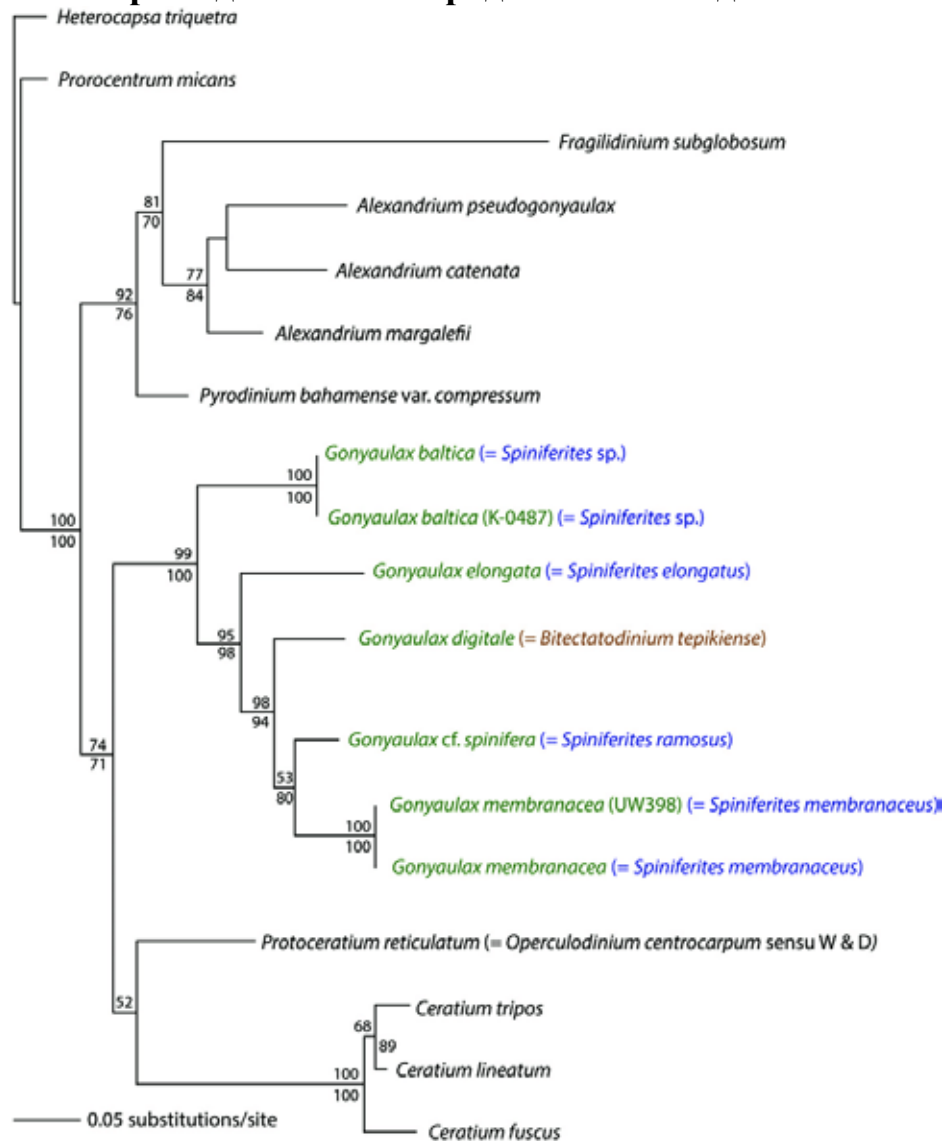 Heterocapsa triquetra
Prorocentrum micans
Fragilidinium subglobosum
81
Alexandrium pseudogonyaulax
70
77
Alexandrium catenata
84
92
76
Alexandrium margalefii
Pyrodinium bahamense var. compressum
Gonyaulax baltica (= Spiniferites sp.)
100
100
Gonyaulax baltica (K-0487) (= Spiniferites sp.)
100
100
99
100
Gonyaulax elongata (= Spiniferites elongatus)
95
98
Gonyaulax digitale (= Bitectatodinium tepikiense)
98
94
74
71
Gonyaulax cf. spinifera (= Spiniferites ramosus)
53
80
Gonyaulax membranacea (UW398) (= Spiniferites membranaceus)
100
100
Gonyaulax membranacea (= Spiniferites membranaceus)
Protoceratium reticulatum (= Operculodinium centrocarpum sensu W & D)
52
Ceratium tripos
68
89
Ceratium lineatum
100
100
0.05 substitutions/site
Ceratium fuscus